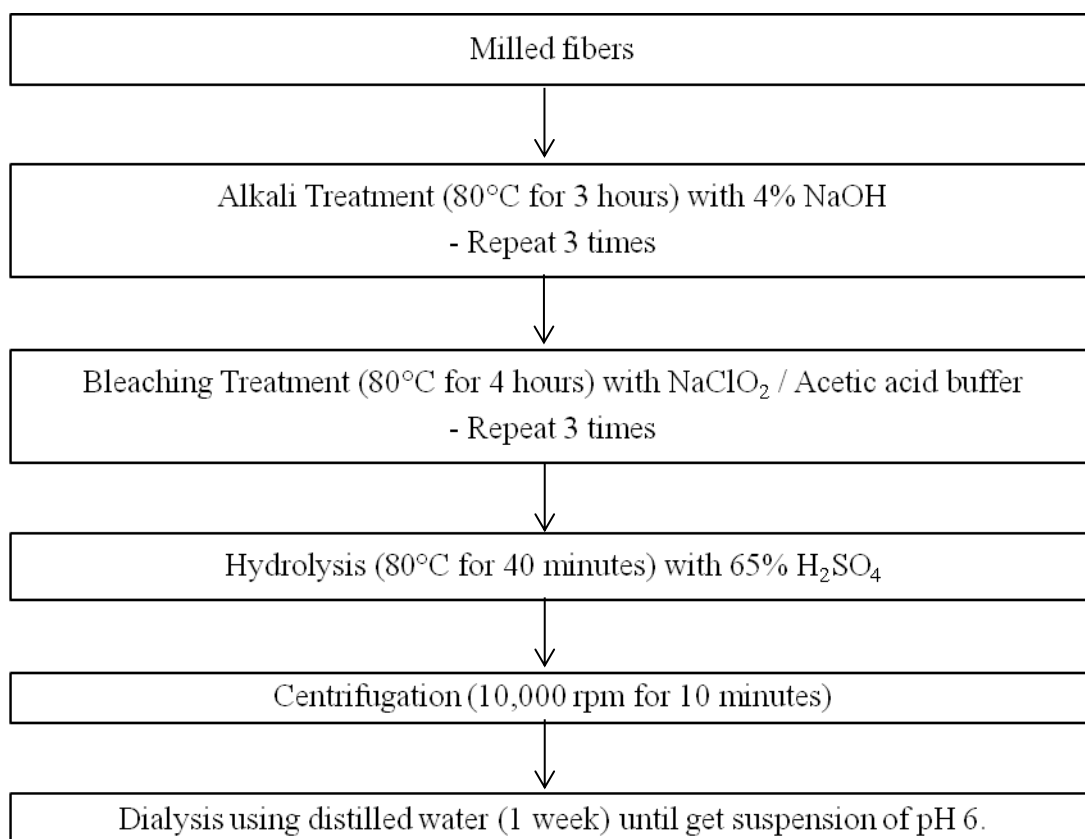 Milled fibers
Alkali Treatment (80°C for 3 hours) with 4% NaOH
- Repeat 3 times
Bleaching Treatment (80°C for 4 hours) with NaClO₂ / Acetic acid buffer
- Repeat 3 times
Hydrolysis (80°C for 40 minutes) with 65% H₂SO₄
Centrifugation (10,000 rpm for 10 minutes)
Dialysis using distilled water (1 week) until get suspension of pH 6.